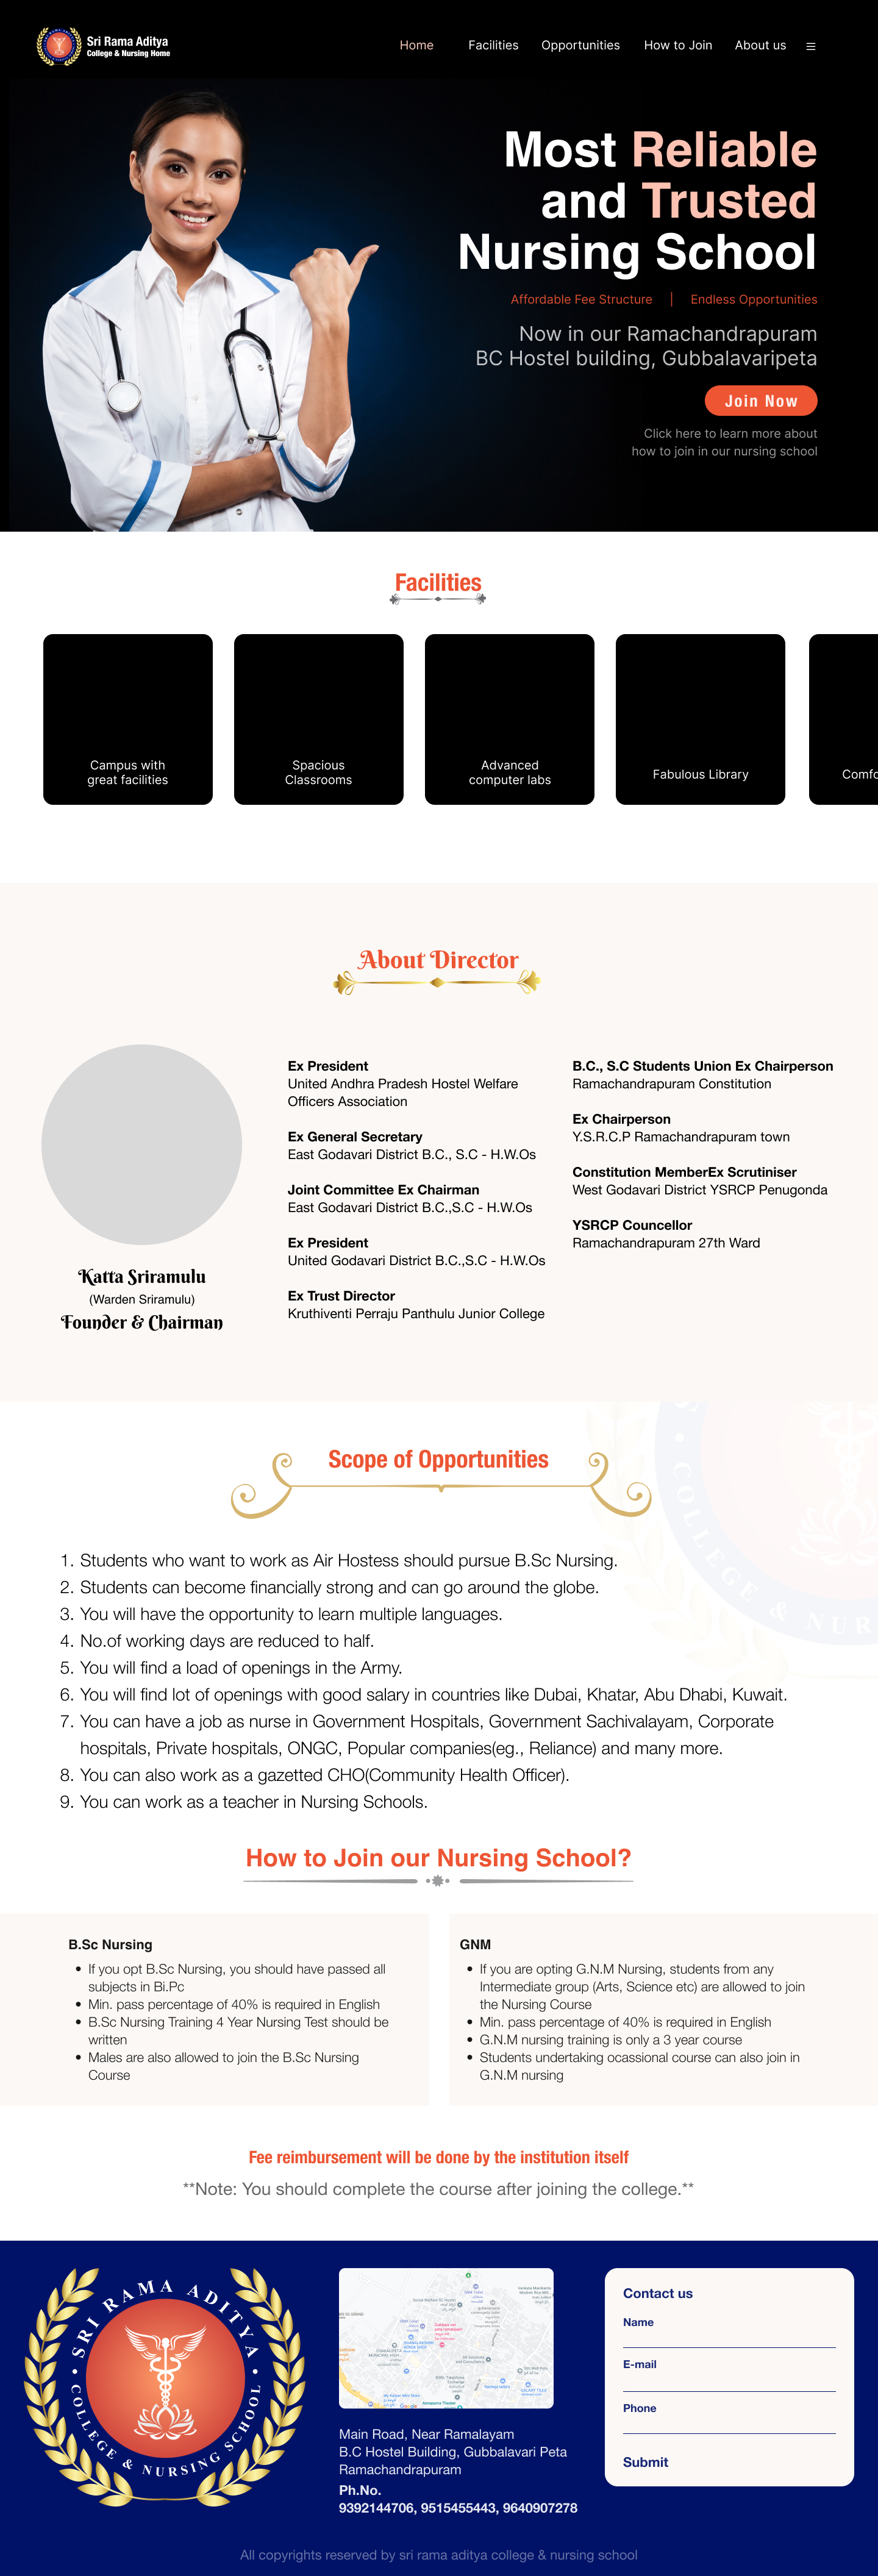 Sri Rama Aditya
College & Nursing Home
Home Facilities Opportunities How to Join About us
Most Reliable
and Trusted
Nursing School
Affordable Fee Structure | Endless Opportunities
Now in our Ramachandrapuram
BC Hostel building, Gubbalavaripeta
Join Now
Click here to learn more about
how to join in our nursing school
Facilities
Campus with
great facilities
Spacious
Classrooms
Advanced
computer labs
Fabulous Library
Comfo
About Director
Katta Sriramulu
(Warden Sriramulu)
Founder & Chairman
Ex President
United Andhra Pradesh Hostel Welfare
Officers Association
Ex General Secretary
East Godavari District B.C., S.C - H.W.Os
Joint Committee Ex Chairman
East Godavari District B.C.,S.C - H.W.Os
Ex President
United Godavari District B.C.,S.C - H.W.Os
Ex Trust Director
Kruthiventi Perraju Panthulu Junior College
B.C., S.C Students Union Ex Chairperson
Ramachandrapuram Constitution
Ex Chairperson
Y.S.R.C.P Ramachandrapuram town
Constitution MemberEx Scrutiniser
West Godavari District YSRCP Penugonda
YSRCP Councellor
Ramachandrapuram 27th Ward
Scope of Opportunities
1. Students who want to work as Air Hostess should pursue B.Sc Nursing.
2. Students can become financially strong and can go around the globe.
3. You will have the opportunity to learn multiple languages.
4. No.of working days are reduced to half.
5. You will find a load of openings in the Army.
6. You will find lot of openings with good salary in countries like Dubai, Khatar, Abu Dhabi, Kuwait.
7. You can have a job as nurse in Government Hospitals, Government Sachivalayam, Corporate
hospitals, Private hospitals, ONGC, Popular companies(eg., Reliance) and many more.
8. You can also work as a gazetted CHO(Community Health Officer).
9. You can work as a teacher in Nursing Schools.
How to Join our Nursing School?
B.Sc Nursing
• If you opt B.Sc Nursing, you should have passed all
subjects in Bi.Pc
• Min. pass percentage of 40% is required in English
• B.Sc Nursing Training 4 Year Nursing Test should be
written
• Males are also allowed to join the B.Sc Nursing
Course
GNM
• If you are opting G.N.M Nursing, students from any
Intermediate group (Arts, Science etc) are allowed to join
the Nursing Course
• Min. pass percentage of 40% is required in English
• G.N.M nursing training is only a 3 year course
• Students undertaking ocassional course can also join in
G.N.M nursing
Fee reimbursement will be done by the institution itself
**Note: You should complete the course after joining the college.**
SRI RAMA ADITYA
COLLEGE & NURSING SCHOOL
Main Road, Near Ramalayam
B.C Hostel Building, Gubbalavari Peta
Ramachandrapuram
Ph.No.
9392144706, 9515455443, 9640907278
Contact us
Name
E-mail
Phone
Submit
All copyrights reserved by sri rama aditya college & nursing school